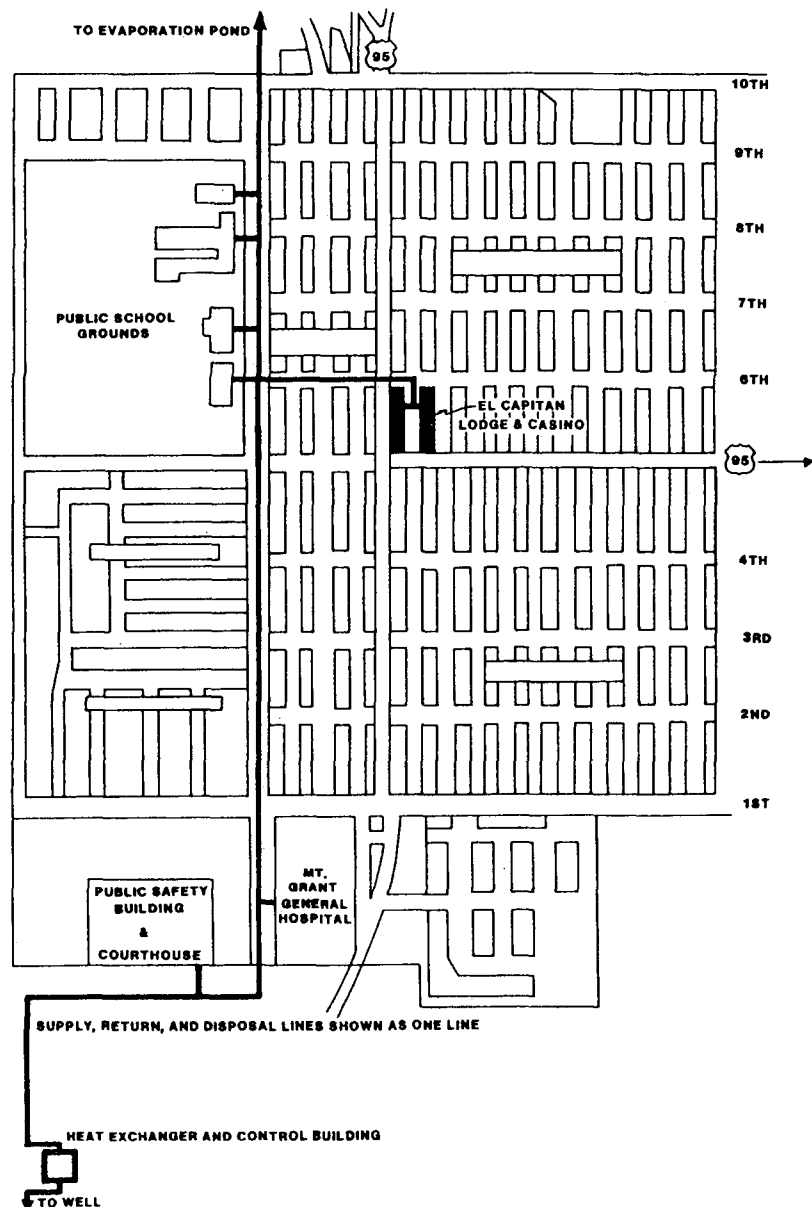 TO EVAPORATION POND
95
10TH
9TH
8TH
7TH
PUBLIC SCHOOL
GROUNDS
6TH
EL CAPITAN
LODGE & CASINO
95
4TH
3RD
2ND
1ST
PUBLIC SAFETY
BUILDING
&
COURTHOUSE
MT.
GRANT
GENERAL
HOSPITAL
SUPPLY, RETURN, AND DISPOSAL LINES SHOWN AS ONE LINE
HEAT EXCHANGER AND CONTROL BUILDING
TO WELL